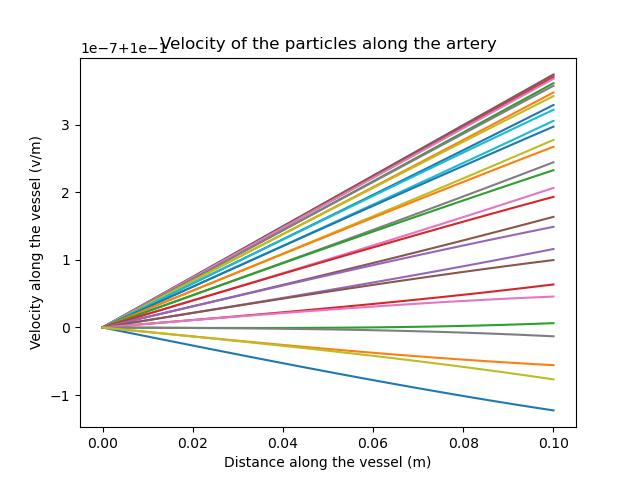 Velocity of the particles along the artery
1e−7+1e−1
3
2
1
0
−1
Velocity along the vessel (v/m)
0.00 0.02 0.04 0.06 0.08 0.10
Distance along the vessel (m)